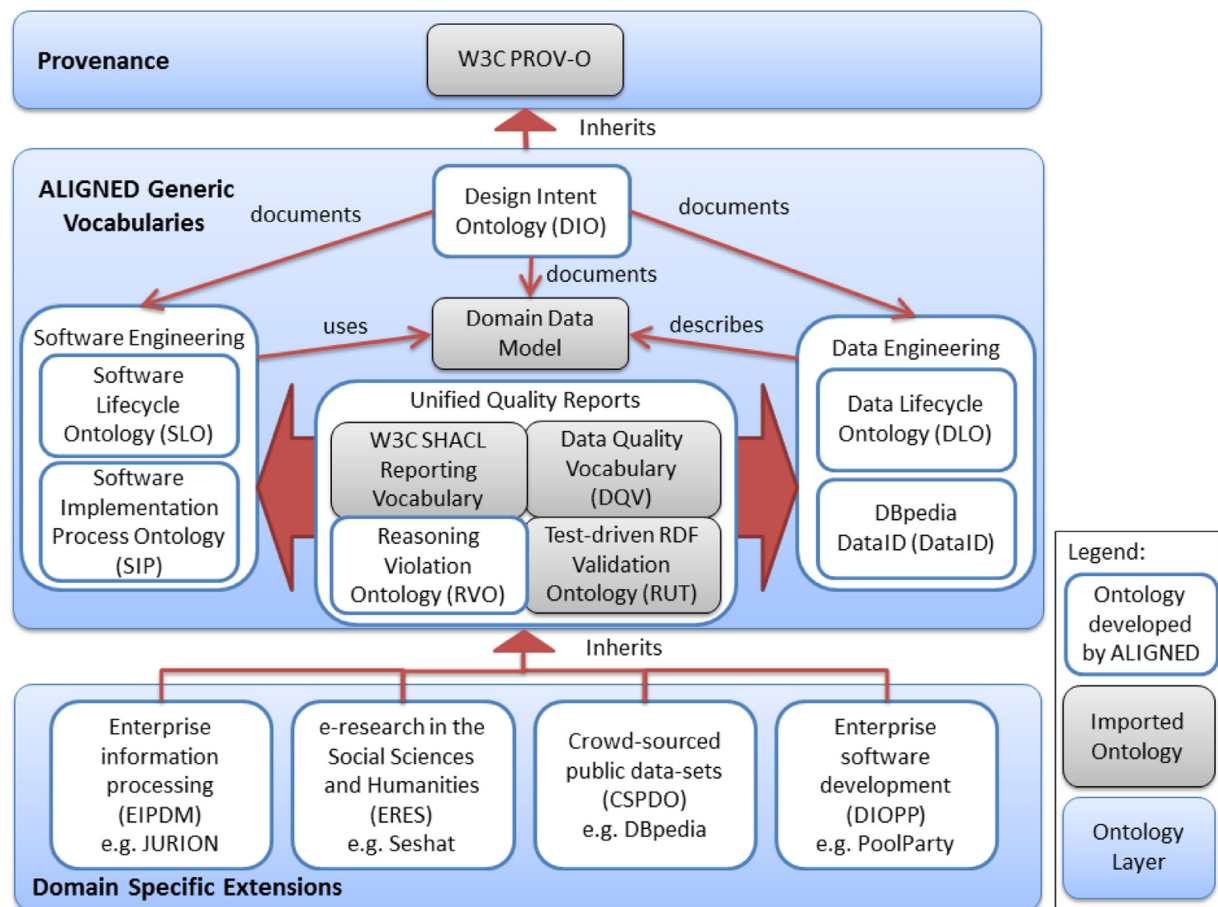 Provenance
W3C PROV-O
Inherits
ALIGNED Generic
Vocabularies
Design Intent
Ontology (DIO)
documents
documents
documents
Domain Data
Model
uses
describes
Software Engineering
Software
Lifecycle
Ontology (SLO)
Software
Implementation
Process Ontology
(SIP)
Unified Quality Reports
W3C SHACL
Reporting
Vocabulary
Data Quality
Vocabulary
(DQV)
Reasoning
Violation
Ontology (RVO)
Test-driven RDF
Validation
Ontology (RUT)
Data Engineering
Data Lifecycle
Ontology (DLO)
DBpedia
DataID (DataID)
Inherits
Enterprise
information
processing
(EIPDM)
e.g. JURION
e-research in the
Social Sciences
and Humanities
(ERES)
e.g. Seshat
Crowd-sourced
public data-sets
(CSPDO)
e.g. DBpedia
Enterprise
software
development
(DIOPP)
e.g. PoolParty
Domain Specific Extensions
Legend:
Ontology
developed
by ALIGNED
Imported
Ontology
Ontology
Layer